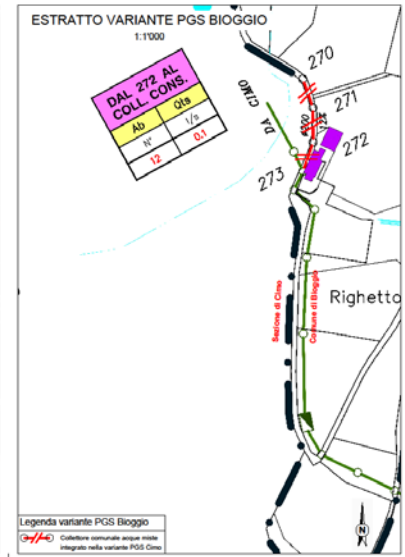 ESTRATTO VARIANTE PGS BIOGGIO
1:1'000
270
DAL 272 AL
COLL. CONS.
Ab
Qts
N°
l/s
12
0.1
DA CIMO
271
272
273
Righetto
Sezione di Cimo
Comune di Bioggio
N
Legenda variante PGS Bioggio
Collettore comunale acque miste
integrato nella variante PGS Cimo